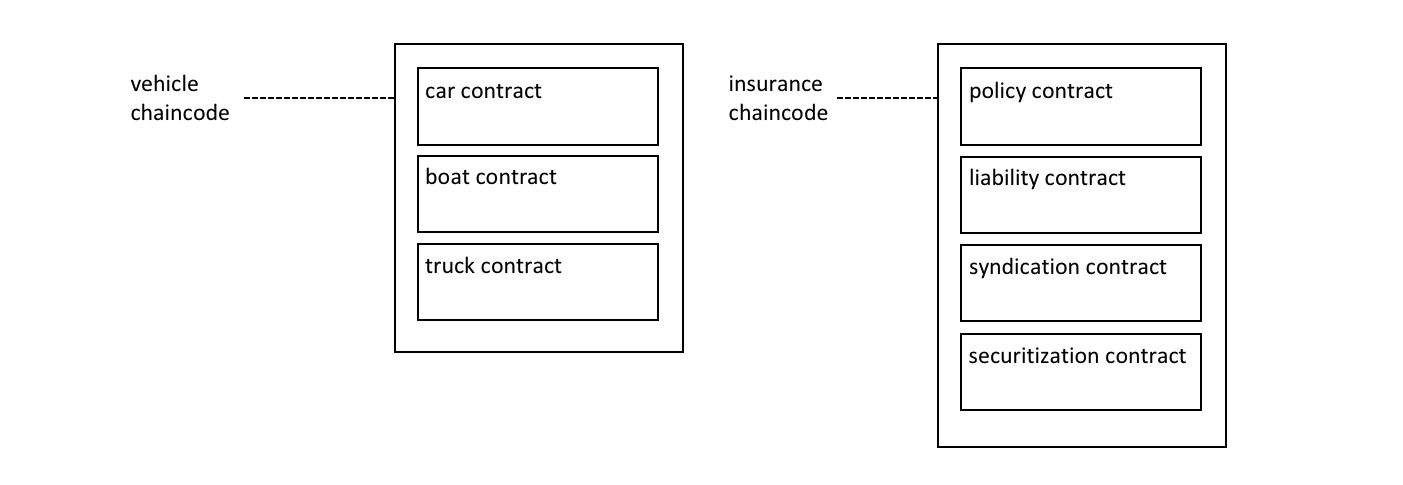 vehicle
chaincode
car contract
boat contract
truck contract
insurance
chaincode
policy contract
liability contract
syndication contract
securitization contract